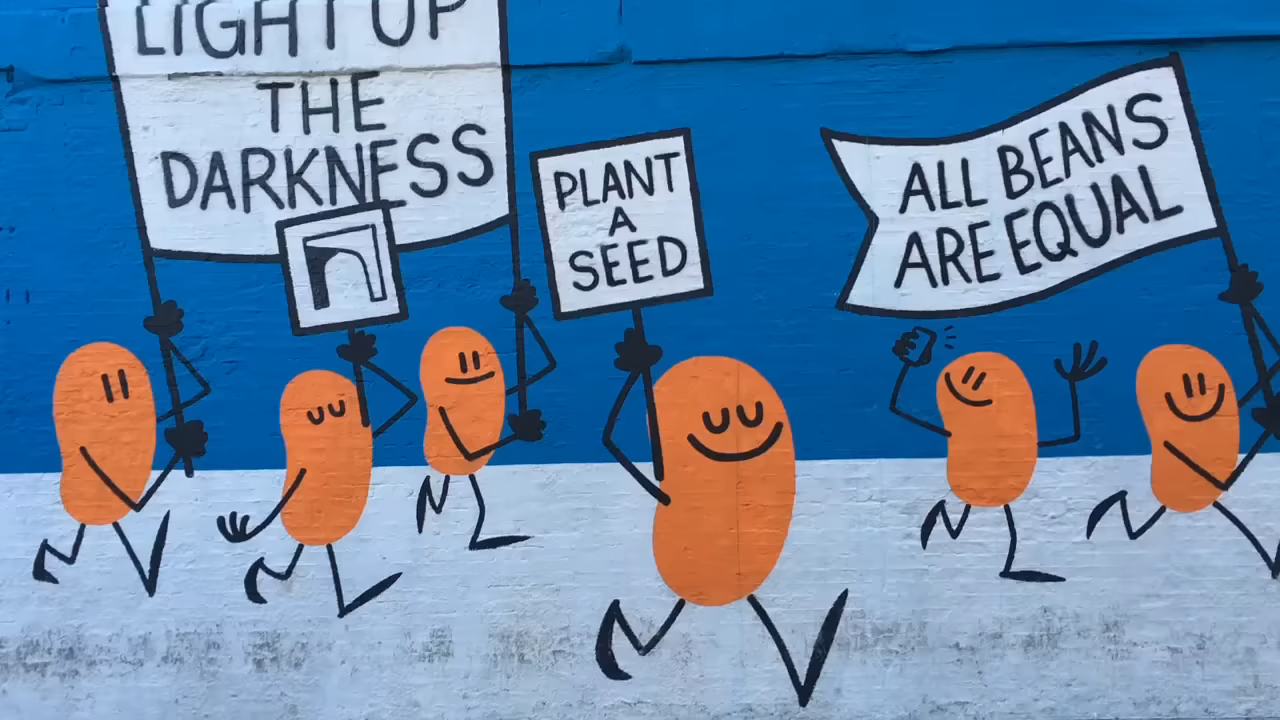 LIGHT UP
THE
DARKNESS
PLANT
A
SEED
ALL BEANS
ARE EQUAL